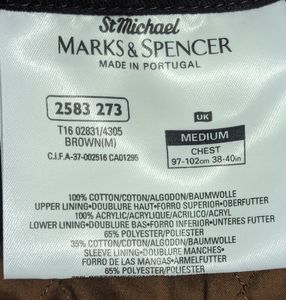 St Michael
MARKS & SPENCER
MADE IN PORTUGAL
2583 273
UK
T16 02831/4305
BROWN(M)
C.I.F.A-37-002516 CA01295
MEDIUM
CHEST
97-102cm 38-40in
100% COTTON/COTON/ALGODON/BAUMWOLLE
UPPER LINING•DOUBLURE HAUT•FORRO SUPERIOR•OBERFUTTER
100% ACRYLIC/ACRYLIQUE/ACRILICO/ACRYL
LOWER LINING•DOUBLURE BAS•FORRO INFERIOR•UNTERES FUTTER
65% POLYESTER/POLIESTER
35% COTTON/COTON/ALGODON/BAUMWOLLE
SLEEVE LINING•DOUBLURE MANCHES•
FORRO DE LAS MANGAS•ARMELFUTTER
65% POLYESTER/POLIESTER